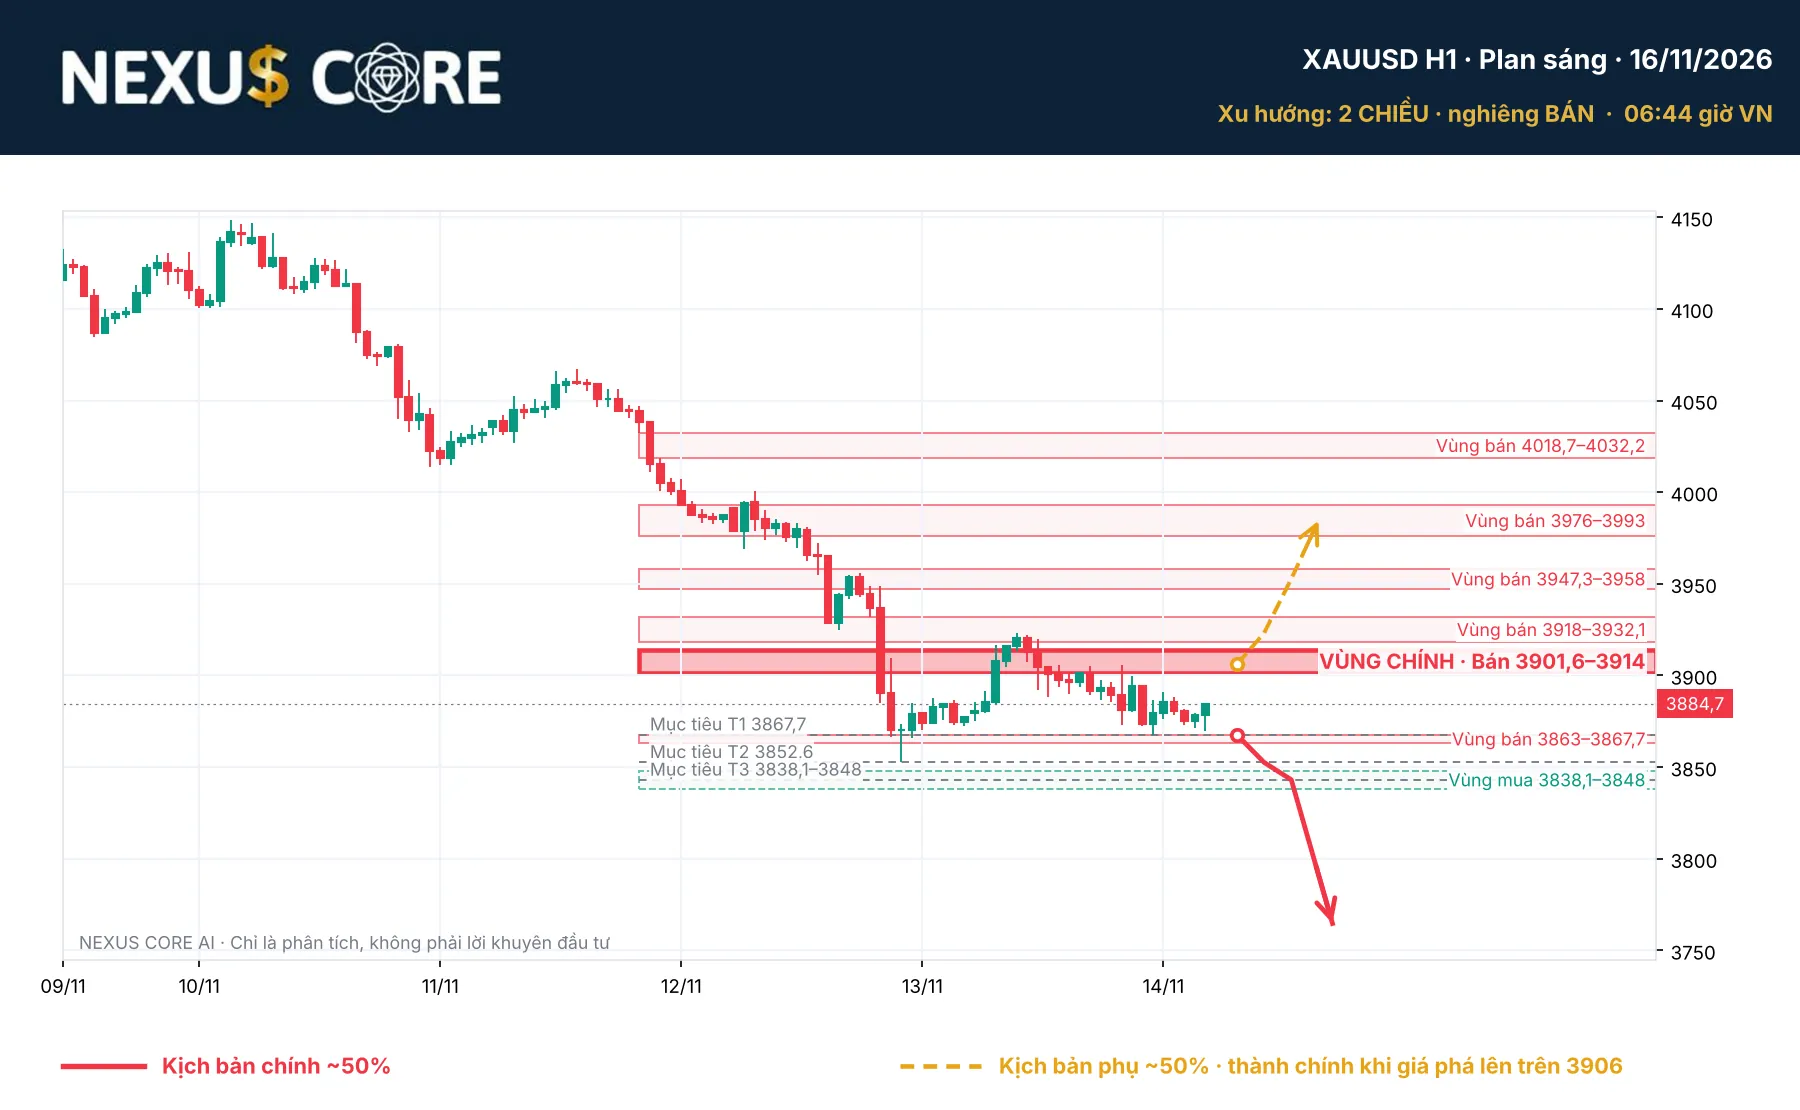 NEXU$ CORE
XAUUSD H1 · Plan sáng · 16/11/2026
Xu hướng: 2 CHIỀU · nghiêng BÁN · 06:44 giờ VN
4150
4100
4050
4000
3950
3900
3850
3800
3750
Vùng bán 4018,7–4032,2
Vùng bán 3976–3993
Vùng bán 3947,3–3958
Vùng bán 3918–3932,1
VÙNG CHÍNH · Bán 3901,6–3914
3884,7
Mục tiêu T1 3867,7
Vùng bán 3863–3867,7
Mục tiêu T2 3852.6
Mục tiêu T3 3838,1–3848
Vùng mua 3838,1–3848
NEXUS CORE AI · Chỉ là phân tích, không phải lời khuyên đầu tư
09/11
10/11
11/11
12/11
13/11
14/11
Kịch bản chính ~50%
Kịch bản phụ ~50% · thành chính khi giá phá lên trên 3906